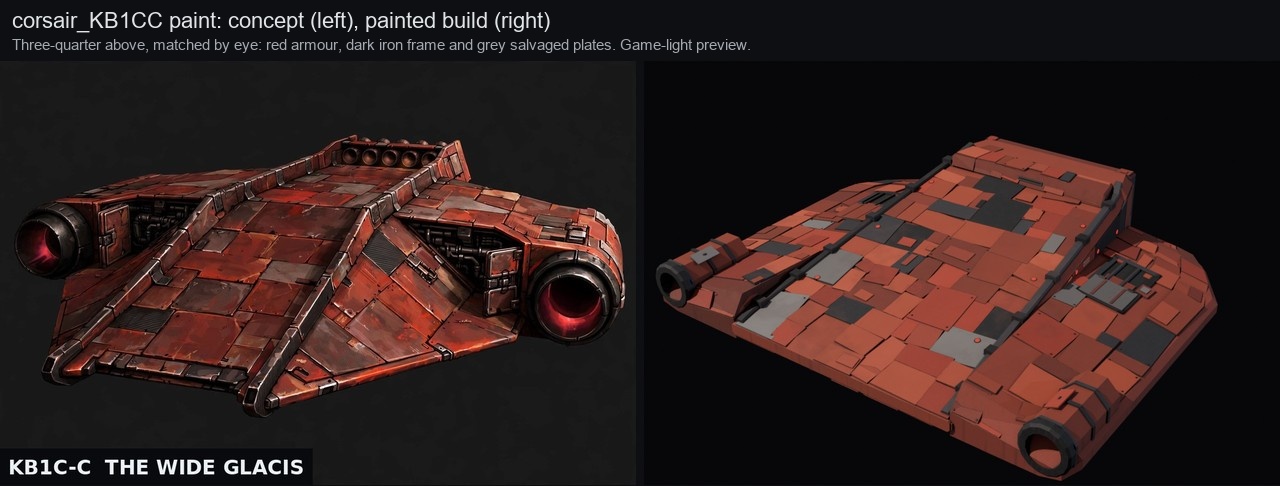 corsair_KB1CC paint: concept (left), painted build (right)
Three-quarter above, matched by eye: red armour, dark iron frame and grey salvaged plates. Game-light preview.
KB1C-C THE WIDE GLACIS